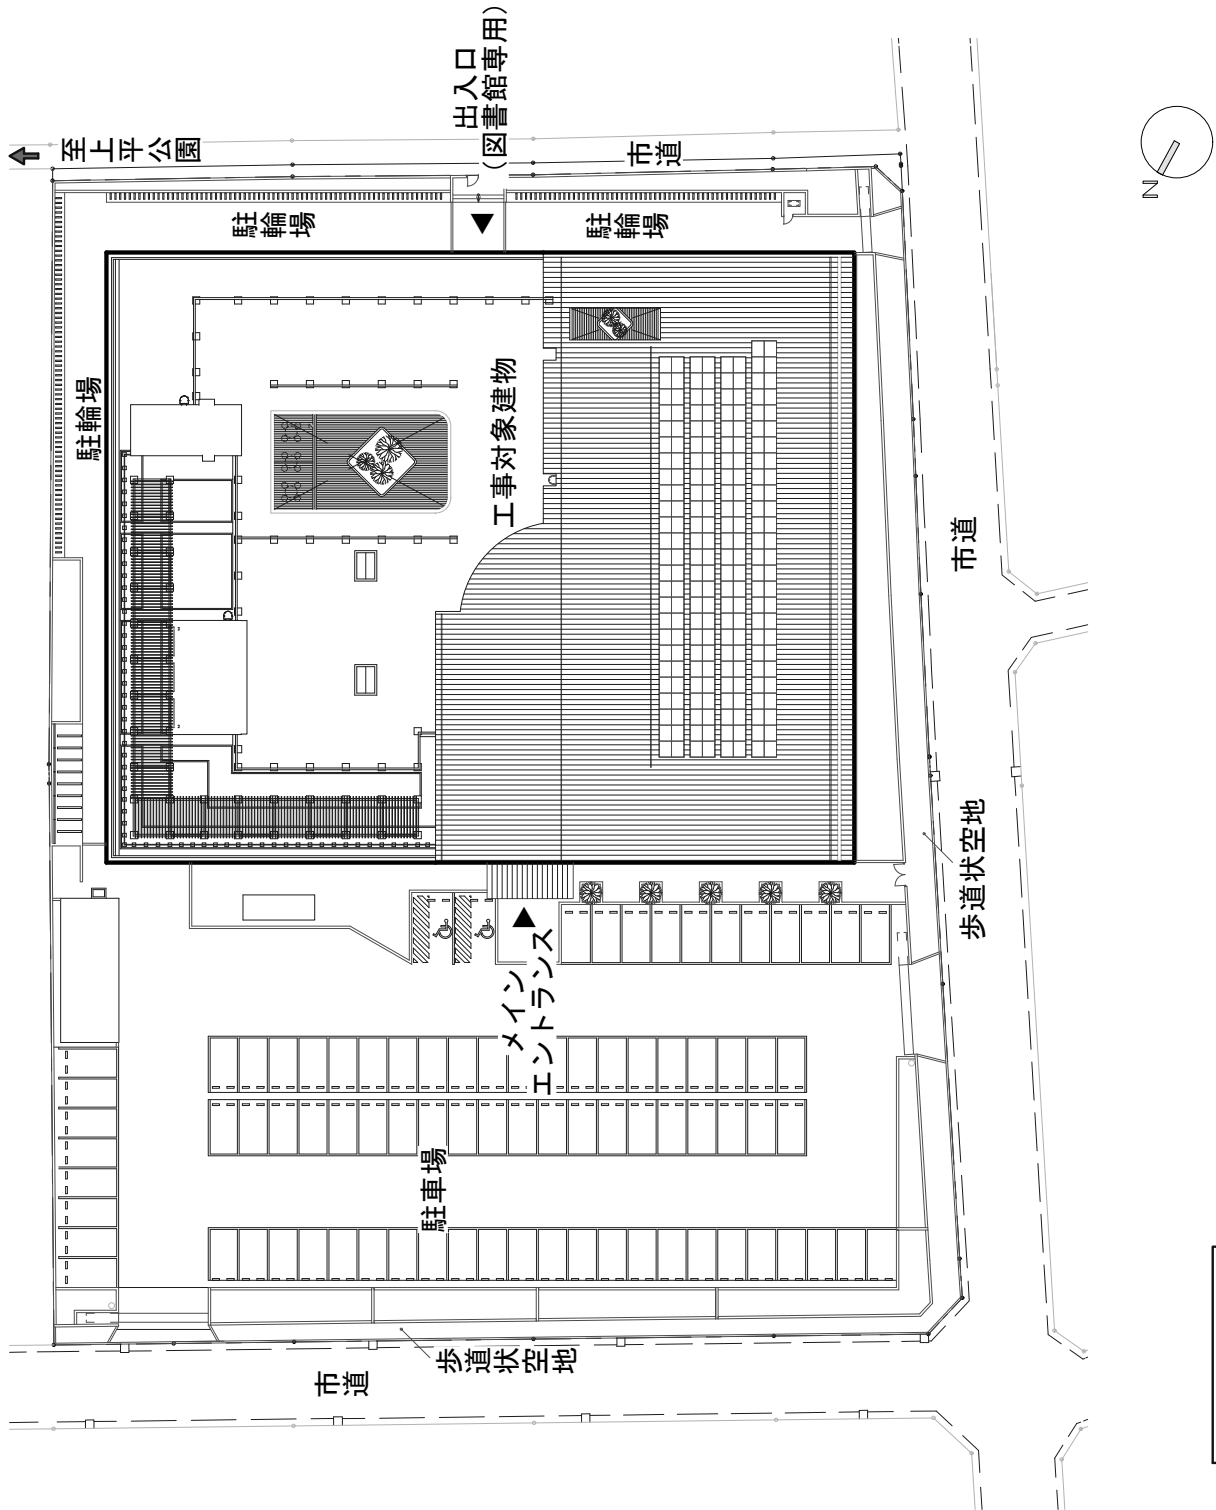 至上平公園
出入口
(図書館専用)
市道
駐輪場
駐輪場
駐輪場
工事対象建物
市道
歩道状空地
メイン
エントランス
駐車場
歩道状空地
市道
N